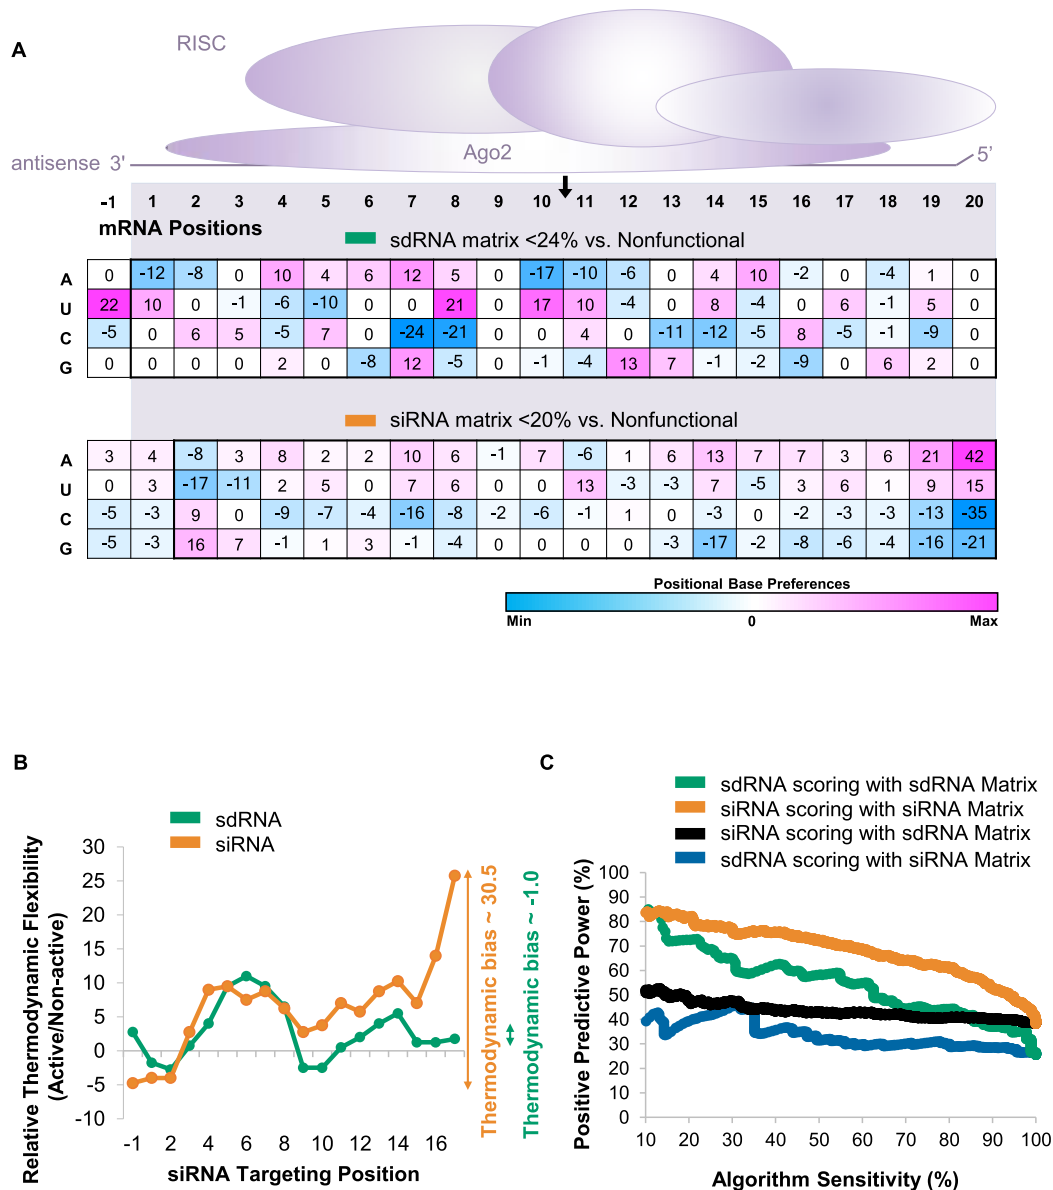 A
RISC
Ago2
antisense 3' 5'
-1 1 2 3 4 5 6 7 8 9 10 11 12 13 14 15 16 17 18 19 20
mRNA Positions
sdRNA matrix <24% vs. Nonfunctional
A 0 -12 -8 0 10 4 6 12 5 0 -17 -10 -6 0 4 10 -2 0 -4 1 0
U 22 10 0 -1 -6 -10 0 0 21 0 17 10 -4 0 8 -4 0 6 -1 5 0
C -5 0 6 5 -5 7 0 -24 -21 0 0 4 0 -11 -12 -5 8 -5 -1 -9 0
G 0 0 0 0 2 0 -8 12 -5 0 -1 -4 13 7 -1 -2 -9 0 6 2 0
siRNA matrix <20% vs. Nonfunctional
A 3 4 -8 3 8 2 2 10 6 -1 7 -6 1 6 13 7 7 3 6 21 42
U 0 3 -17 -11 2 5 0 7 6 0 0 13 -3 -3 7 -5 3 6 1 9 15
C -5 -3 9 0 -9 -7 -4 -16 -8 -2 -6 -1 1 0 -3 0 -2 -3 -3 -13 -35
G -5 -3 16 7 -1 1 3 -1 -4 0 0 0 0 -3 -17 -2 -8 -6 -4 -16 -21
Positional Base Preferences
Min 0 Max
B
sdRNA
siRNA
Relative Thermodynamic Flexibility
(Active/Non-active)
30
25
20
15
10
5
0
-5
-10
-1 2 4 6 8 10 12 14 16
siRNA Targeting Position
Thermodynamic bias ~ 30.5
Thermodynamic bias ~ -1.0
C
sdRNA scoring with sdRNA Matrix
siRNA scoring with siRNA Matrix
siRNA scoring with sdRNA Matrix
sdRNA scoring with siRNA Matrix
Positive Predictive Power (%)
100
90
80
70
60
50
40
30
20
10
0
10 20 30 40 50 60 70 80 90 100
Algorithm Sensitivity (%)